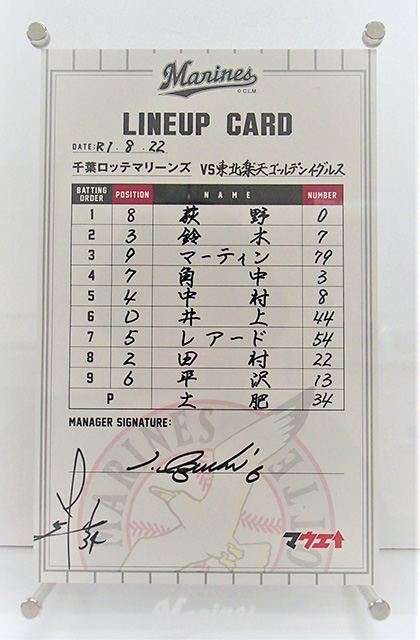 Marines
©C.L.M.
LINEUP CARD
DATE: R1.8.22
千葉ロッテマリーンズ VS東北楽天ゴールデンイグルス
BATTING ORDER POSITION NAME NUMBER
1 8 荻野 0
2 3 鈴木 7
3 9 マーティン 79
4 7 角中 3
5 4 中村 8
6 D 井上 44
7 5 レアード 54
8 2 田村 22
9 6 平沢 13
P 土肥 34
MANAGER SIGNATURE:
34
マウエ↑
MARINES
LOTTE
Marines